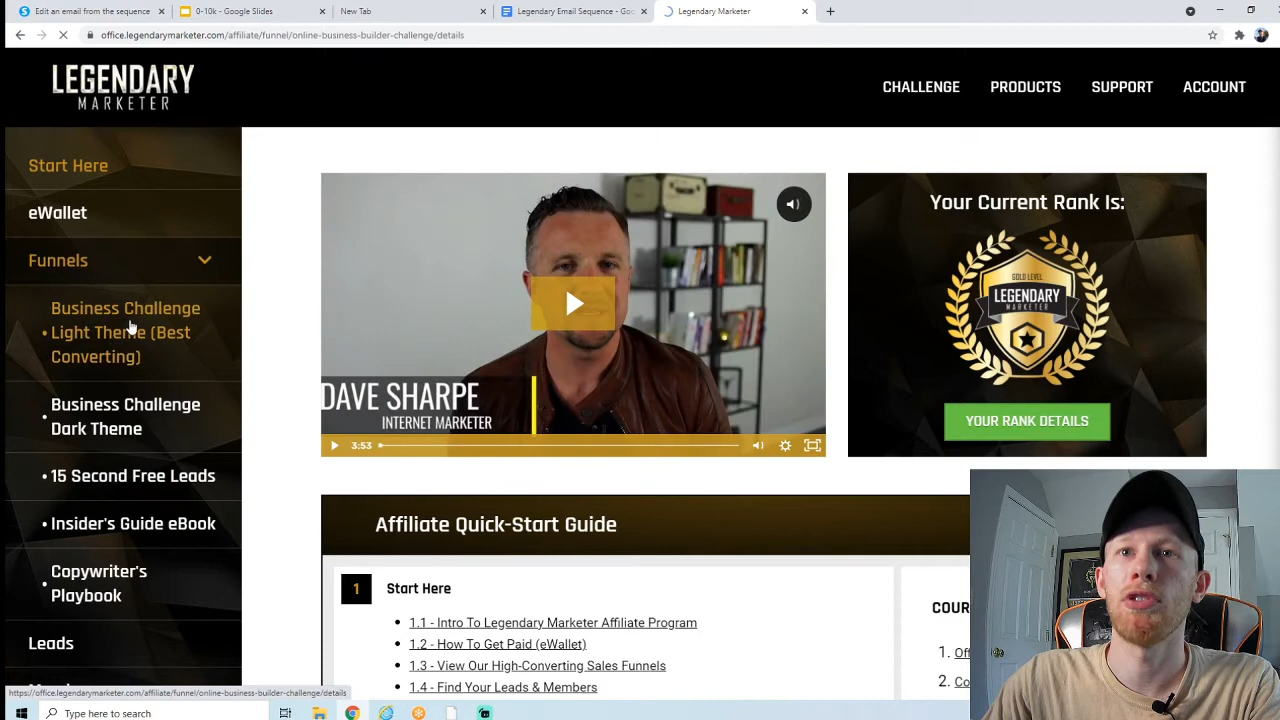 Edit an email from the sequence
0-10k - Google Slides
New Tab
Legendary Email Sequence - Goo
Legendary Marketer
office.legendarymarketer.com/affiliate/funnel/online-business-builder-challenge/details
LEGENDARY
MARKETER
CHALLENGE
PRODUCTS
SUPPORT
ACCOUNT
Start Here
eWallet
Funnels
Business Challenge
Light Theme (Best
Converting)
Business Challenge
Dark Theme
15 Second Free Leads
Insider's Guide eBook
Copywriter's
Playbook
Leads
DAVE SHARPE
INTERNET MARKETER
3:53
Your Current Rank Is:
GOLD LEVEL
LEGENDARY
MARKETER
YOUR RANK DETAILS
Affiliate Quick-Start Guide
1
Start Here
1.1 - Intro To Legendary Marketer Affiliate Program
1.2 - How To Get Paid (eWallet)
1.3 - View Our High-Converting Sales Funnels
1.4 - Find Your Leads & Members
COUR
1. Of
2. Co
https://office.legendarymarketer.com/affiliate/funnel/online-business-builder-challenge/details
Type here to search